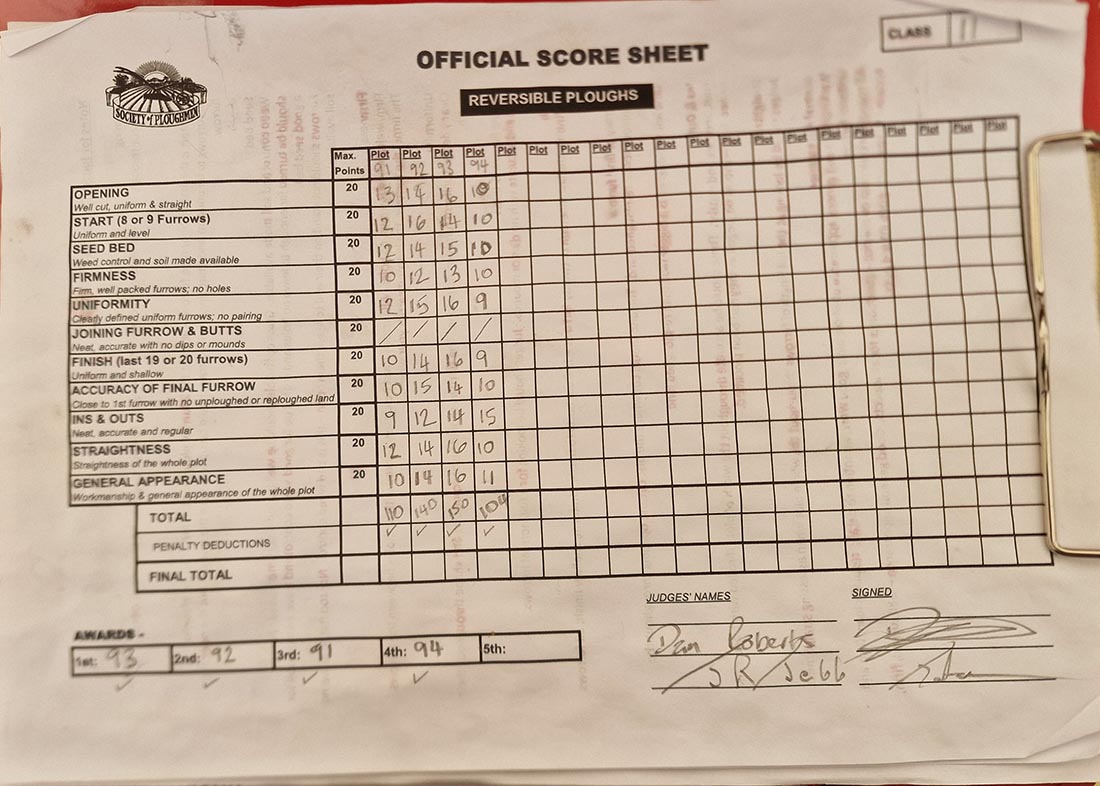 CLASS 11
OFFICIAL SCORE SHEET
SOCIETY of PLOUGHMEN
REVERSIBLE PLOUGHS
Max. Points Plot 91 Plot 92 Plot 93 Plot 94 Plot Plot Plot Plot Plot Plot Plot Plot Plot Plot Plot Plot Plot Plot Plot Plot
OPENING 20 13 14 16 10
Well cut, uniform & straight
START (8 or 9 Furrows) 20 12 16 14 10
Uniform and level
SEED BED 20 12 14 15 10
Weed control and soil made available
FIRMNESS 20 10 12 13 10
Firm, well packed furrows; no holes
UNIFORMITY 20 12 15 16 9
Clearly defined uniform furrows; no pairing
JOINING FURROW & BUTTS 20 / / / /
Neat, accurate with no dips or mounds
FINISH (last 19 or 20 furrows) 20 10 14 16 9
Uniform and shallow
ACCURACY OF FINAL FURROW 20 10 15 14 10
Close to 1st furrow with no unploughed or reploughed land
INS & OUTS 20 9 12 14 15
Neat, accurate and regular
STRAIGHTNESS 20 12 14 16 10
Straightness of the whole plot
GENERAL APPEARANCE 20 10 14 16 11
Workmanship & general appearance of the whole plot
TOTAL 110 140 150 104
✓ ✓ ✓ ✓
PENALTY DEDUCTIONS
FINAL TOTAL
JUDGES' NAMES SIGNED
AWARDS -
1st: 93 2nd: 92 3rd: 91 4th: 94 5th:
✓ ✓ ✓ ✓
Dan Roberts
JR Jebb